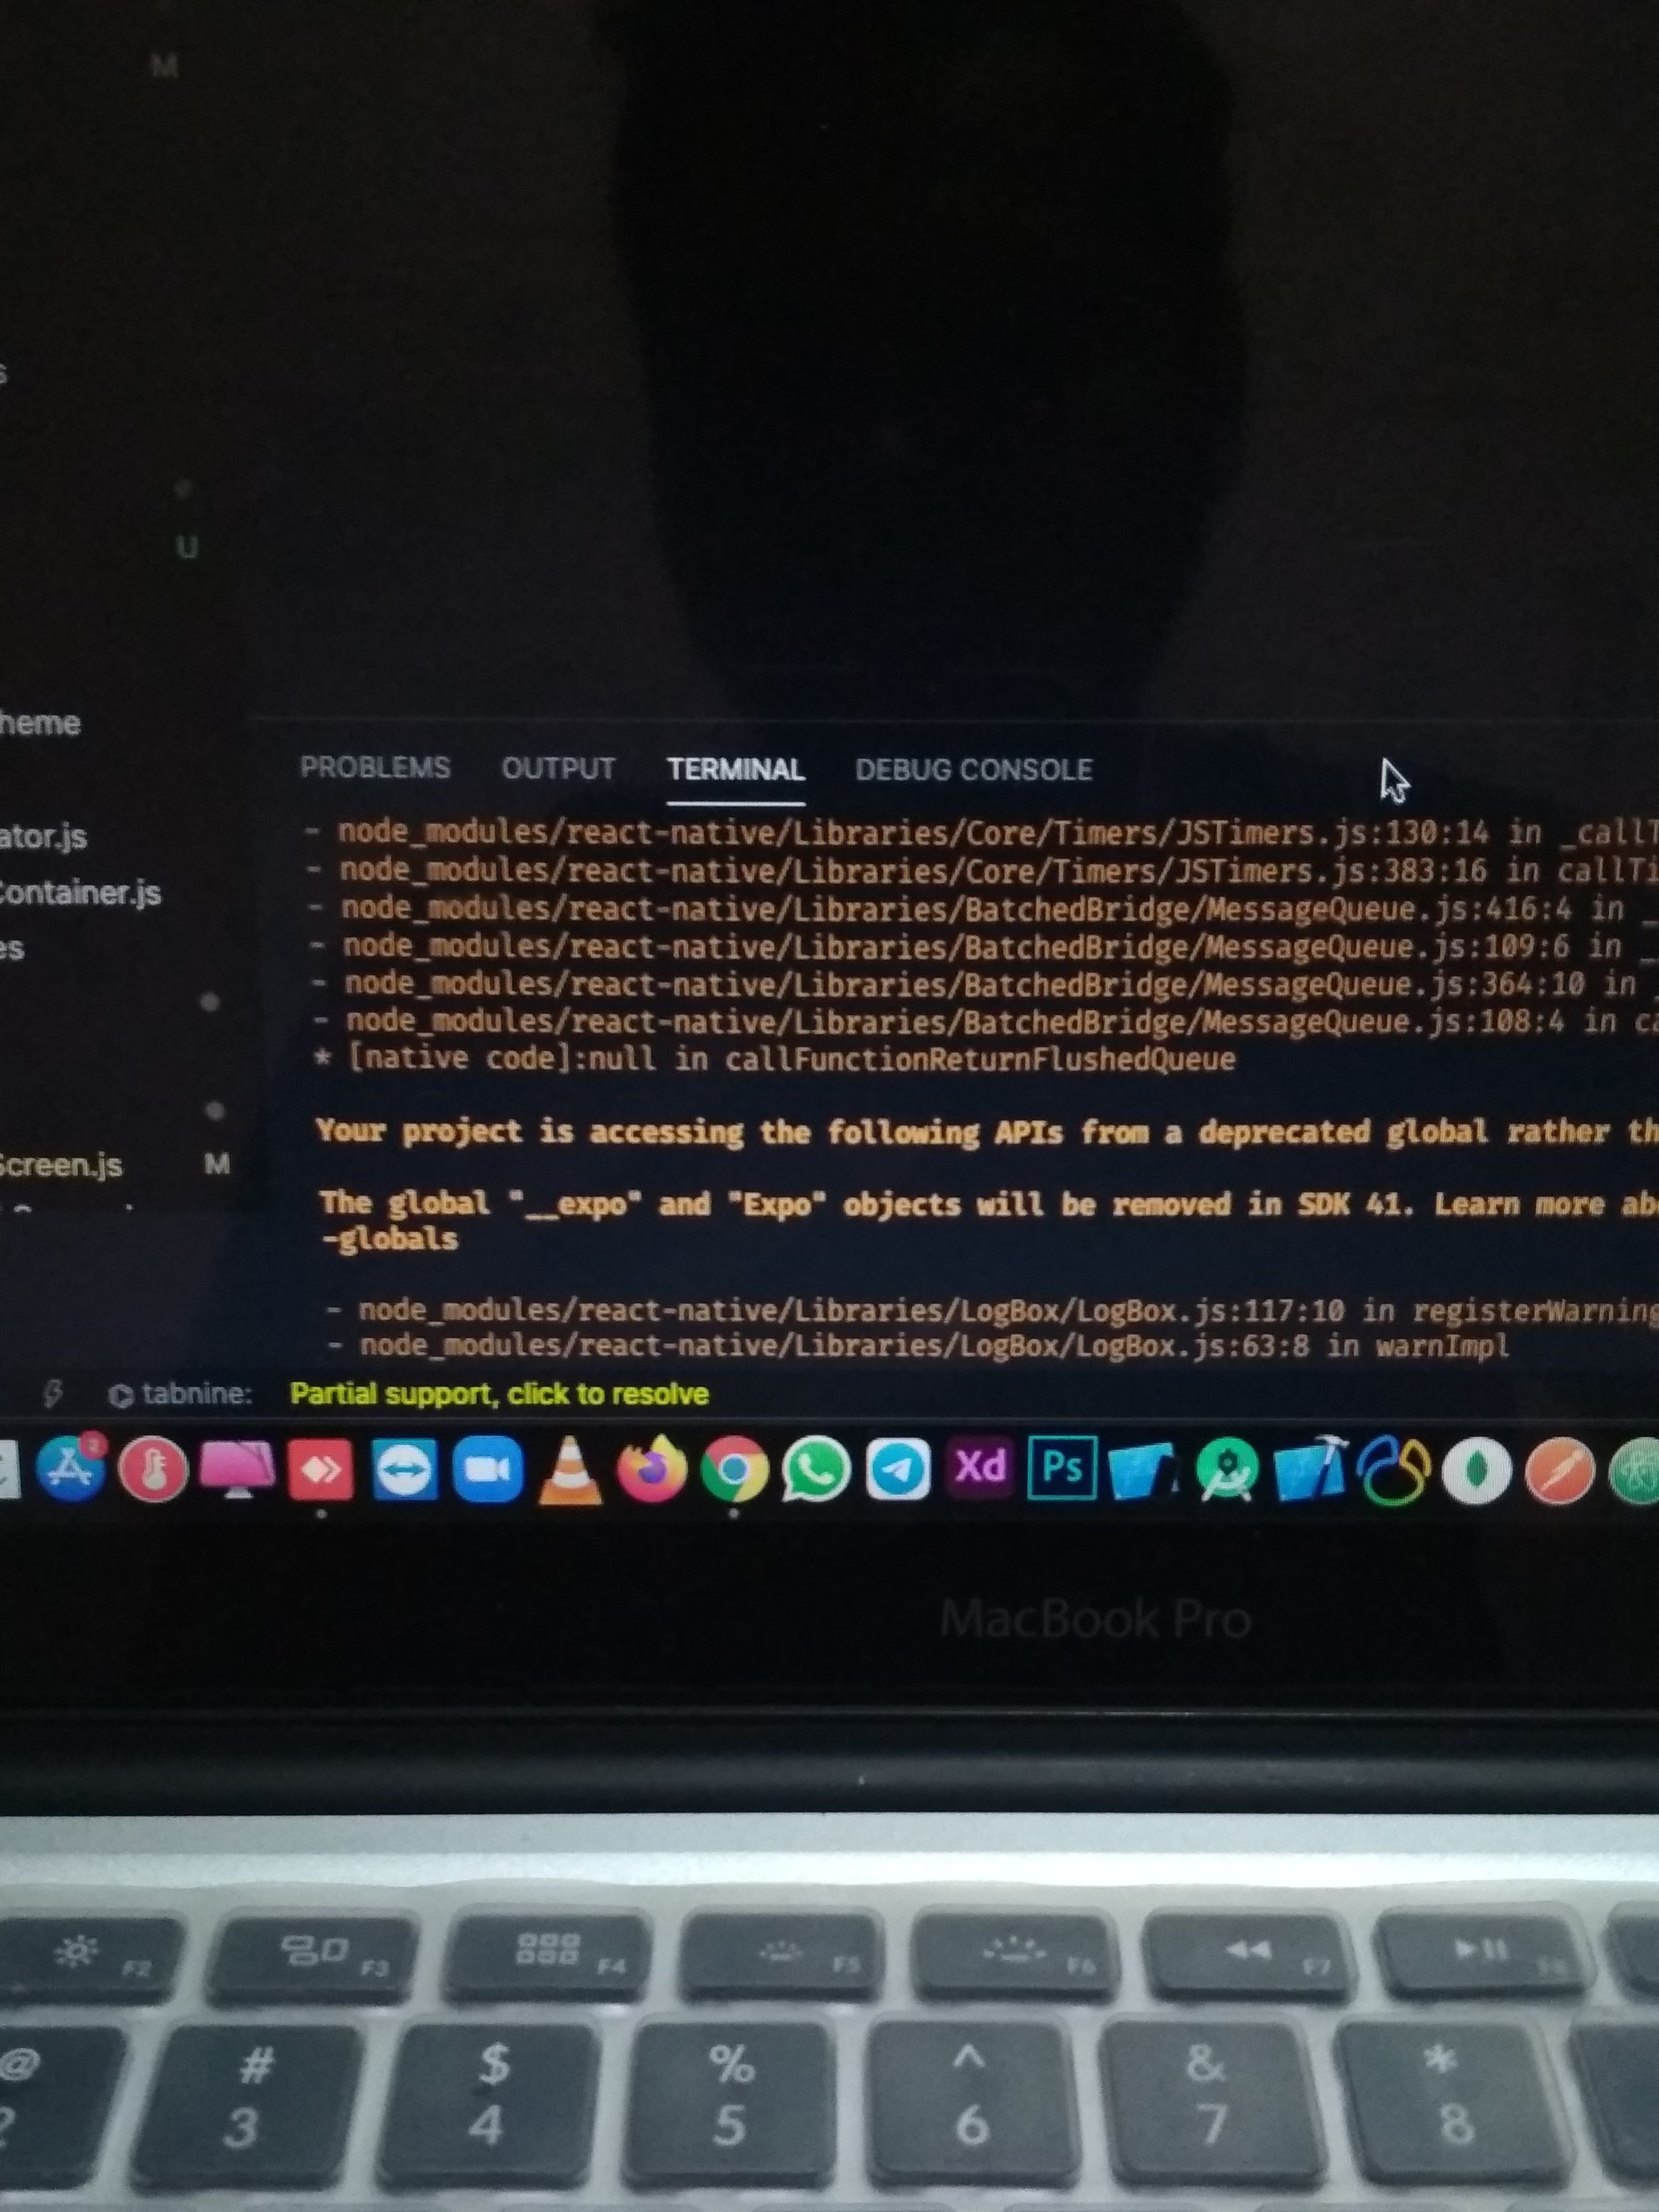 M
s
U
heme
PROBLEMS OUTPUT TERMINAL DEBUG CONSOLE
ator.js
Container.js
es
Screen.js M
- node_modules/react-native/Libraries/Core/Timers/JSTimers.js:130:14 in _callT
- node_modules/react-native/Libraries/Core/Timers/JSTimers.js:383:16 in callTi
- node_modules/react-native/Libraries/BatchedBridge/MessageQueue.js:416:4 in _
- node_modules/react-native/Libraries/BatchedBridge/MessageQueue.js:109:6 in _
- node_modules/react-native/Libraries/BatchedBridge/MessageQueue.js:364:10 in
- node_modules/react-native/Libraries/BatchedBridge/MessageQueue.js:108:4 in ca
* [native code]:null in callFunctionReturnFlushedQueue
Your project is accessing the following APIs from a deprecated global rather th
The global "__expo" and "Expo" objects will be removed in SDK 41. Learn more abo
-globals
- node_modules/react-native/Libraries/LogBox/LogBox.js:117:10 in registerWarning
- node_modules/react-native/Libraries/LogBox/LogBox.js:63:8 in warnImpl
tabnine: Partial support, click to resolve
Xd Ps
MacBook Pro
F2 F3 F4 F5 F6 F7 F8
@ # $ % ^ & *
2 3 4 5 6 7 8